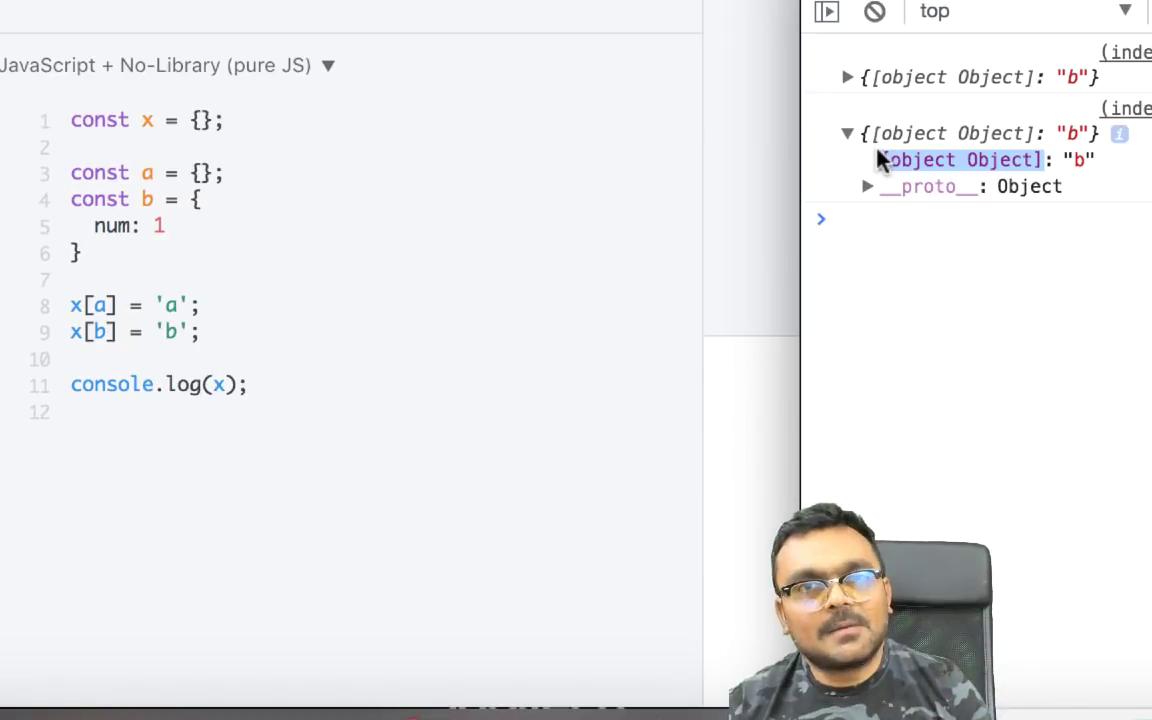 top
JavaScript + No-Library (pure JS) ▼
1 const x = {};
2
3 const a = {};
4 const b = {
5 num: 1
6 }
7
8 x[a] = 'a';
9 x[b] = 'b';
10
11 console.log(x);
12
(inde
{[object Object]: "b"}
(inde
{[object Object]: "b"} i
[object Object]: "b"
__proto__: Object